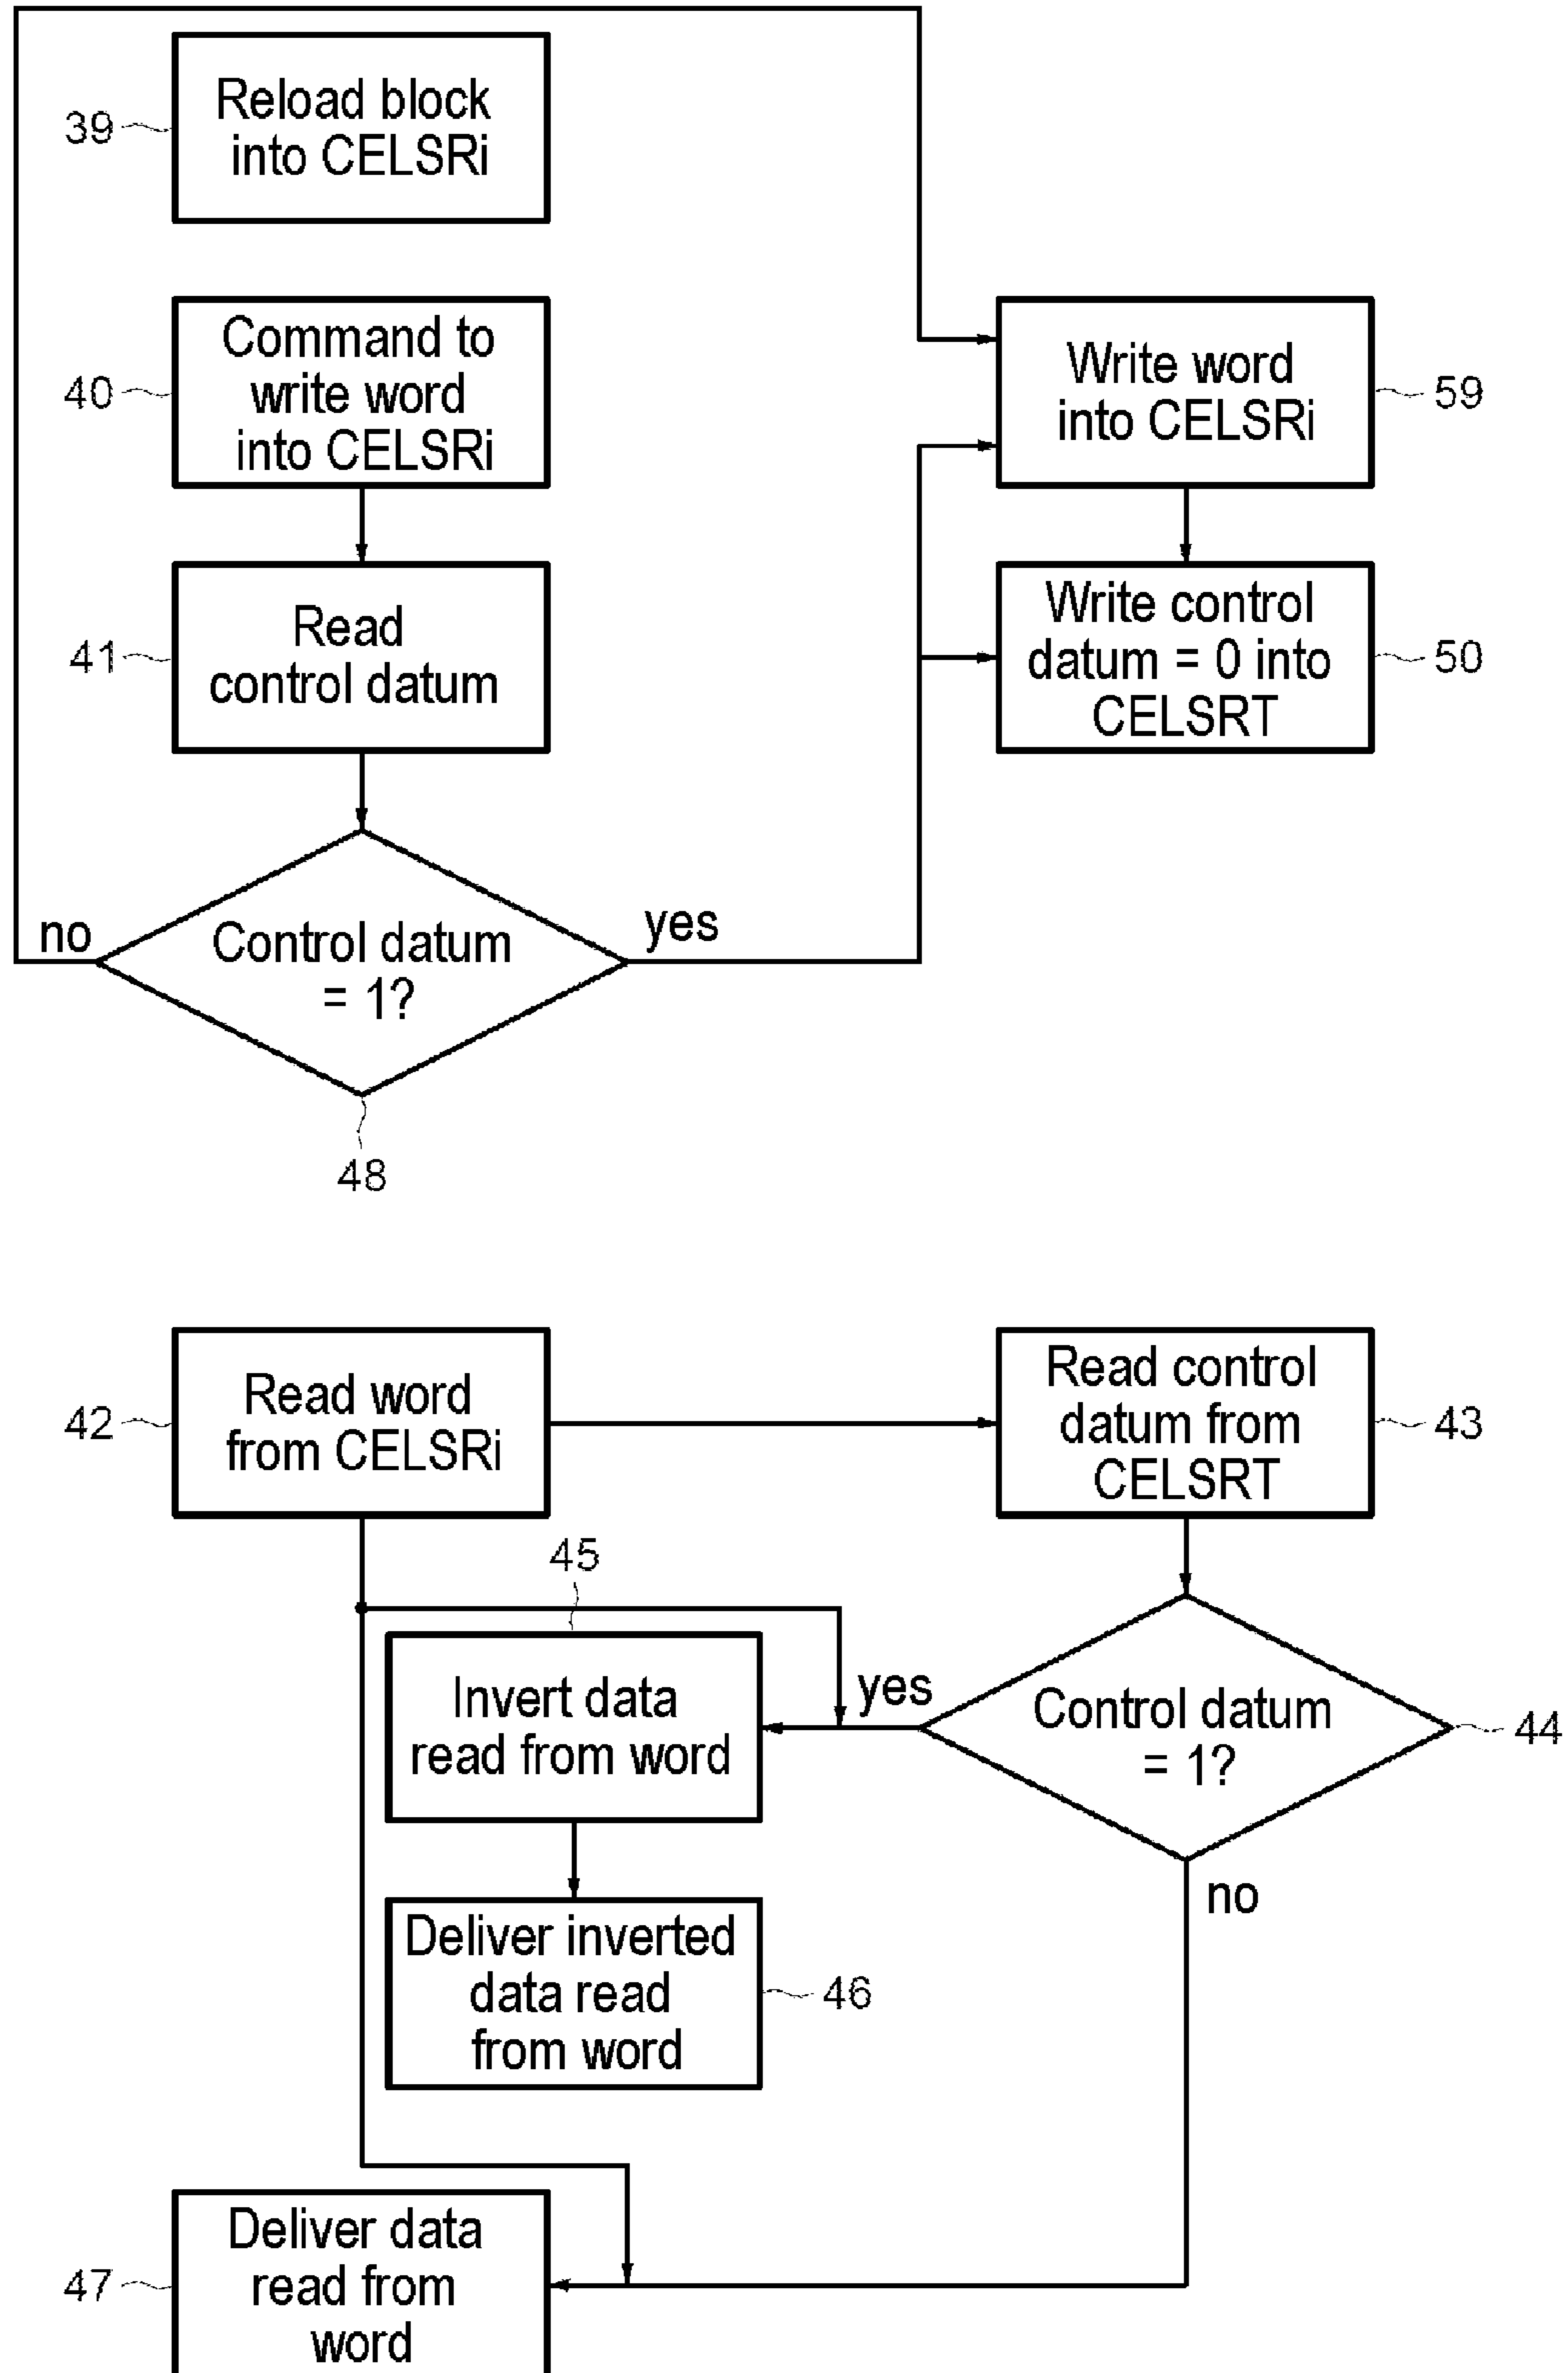 39
Reload block
into CELSRi
40
Command to
write word
into CELSRi
Write word
into CELSRi
59
41
Read
control datum
Write control
datum = 0 into
CELSRT
50
no
Control datum
= 1?
yes
48
42
Read word
from CELSRi
Read control
datum from
CELSRT
43
45
Invert data
read from word
yes
Control datum
= 1?
44
no
Deliver inverted
data read
from word
46
47
Deliver data
read from
word